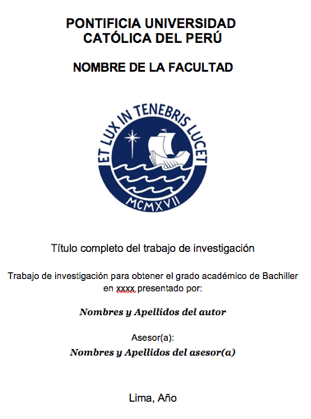 PONTIFICIA UNIVERSIDAD
CATÓLICA DEL PERÚ
NOMBRE DE LA FACULTAD
ET LUX IN TENEBRIS LUCET
MCMXVII
Título completo del trabajo de investigación
Trabajo de investigación para obtener el grado académico de Bachiller
en xxxx presentado por:
Nombres y Apellidos del autor
Asesor(a):
Nombres y Apellidos del asesor(a)
Lima, Año